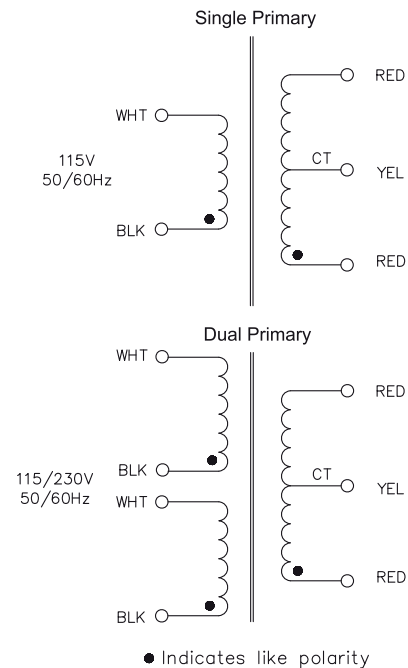 Single Primary
WHT
RED
CT
115V
50/60Hz
YEL
BLK
RED
Dual Primary
WHT
RED
BLK
CT
115/230V
50/60Hz
WHT
YEL
RED
BLK
Indicates like polarity